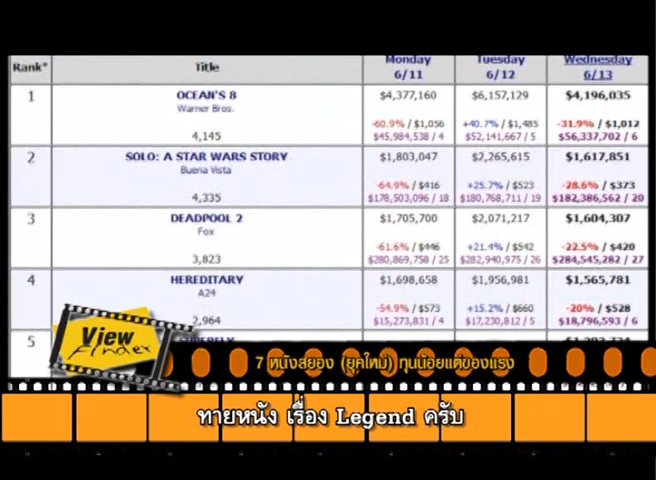 Rank*
Title
Monday 6/11
Tuesday 6/12
Wednesday 6/13
1
OCEAN'S 8
Warner Bros.
4,145
$4,377,160
-60.9% / $1,056
$45,984,538 / 4
$6,157,129
+40.7% / $1,485
$52,141,667 / 5
$4,196,035
-31.9% / $1,012
$56,337,702 / 6
2
SOLO: A STAR WARS STORY
Buena Vista
4,335
$1,803,047
-64.9% / $416
$178,503,096 / 18
$2,265,615
+25.7% / $523
$180,768,711 / 19
$1,617,851
-28.6% / $373
$182,386,562 / 20
3
DEADPOOL 2
Fox
3,823
$1,705,700
-61.6% / $446
$280,869,758 / 25
$2,071,217
+21.4% / $542
$282,940,975 / 26
$1,604,307
-22.5% / $420
$284,545,282 / 27
4
HEREDITARY
A24
2,964
$1,698,658
-54.9% / $573
$15,273,831 / 4
$1,956,981
+15.2% / $660
$17,230,812 / 5
$1,565,781
-20% / $528
$18,796,593 / 6
5
View
Finder
7 หนังสยอง (ยุคใหม่) ทุนน้อยแต่ของแรง
ทายหนัง เรื่อง Legend ครับ